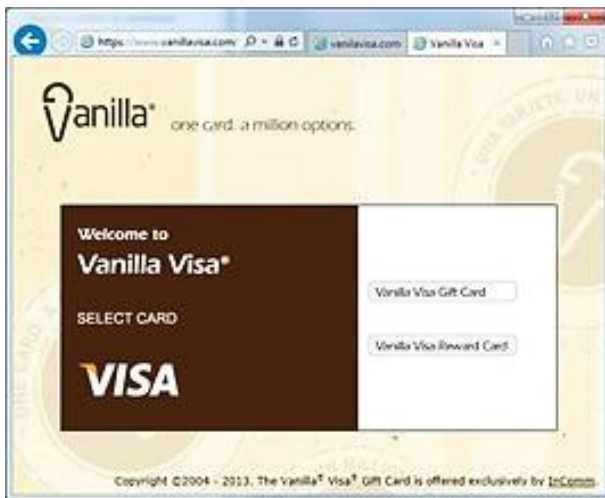 https://www.vanillavisa.com/
vanillavisa.com
Vanilla Visa
Vanilla®
one card. a million options.
Welcome to
Vanilla Visa®
SELECT CARD
VISA
Vanilla Visa Gift Card
Vanilla Visa Reward Card
Copyright ©2004 - 2013. The Vanilla® Visa® Gift Card is offered exclusively by InComm.